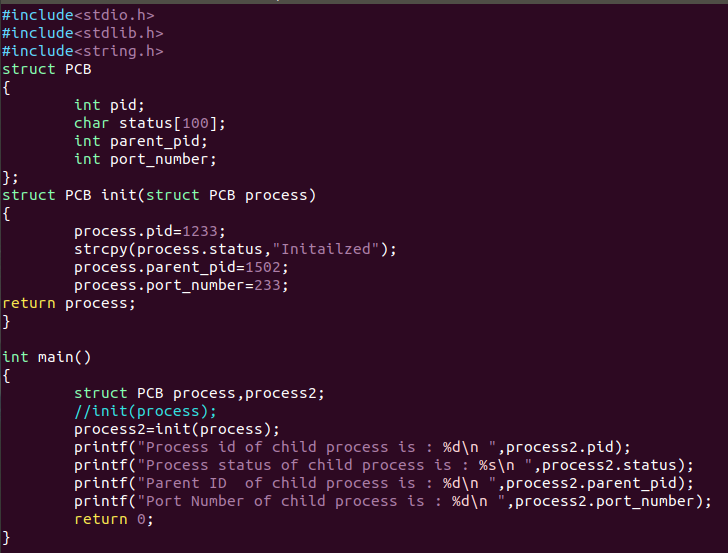 #include<stdio.h>
#include<stdlib.h>
#include<string.h>
struct PCB
{
        int pid;
        char status[100];
        int parent_pid;
        int port_number;
};
struct PCB init(struct PCB process)
{
        process.pid=1233;
        strcpy(process.status,"Initailzed");
        process.parent_pid=1502;
        process.port_number=233;
return process;
}

int main()
{
        struct PCB process,process2;
        //init(process);
        process2=init(process);
        printf("Process id of child process is : %d\n ",process2.pid);
        printf("Process status of child process is : %s\n ",process2.status);
        printf("Parent ID  of child process is : %d\n ",process2.parent_pid);
        printf("Port Number of child process is : %d\n ",process2.port_number);
        return 0;
}